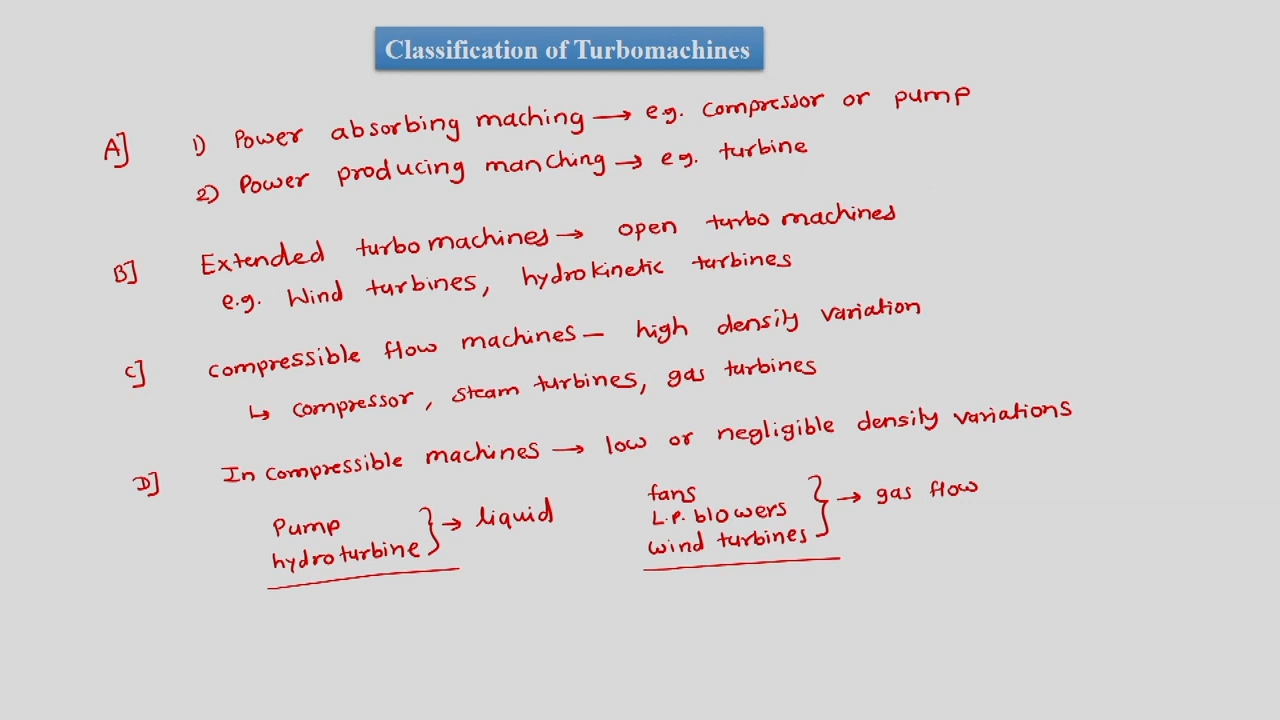 Classification of Turbomachines
A] 1) Power absorbing maching → e.g. compressor or pump
2) Power producing manching → e.g. turbine
B] Extended turbo machines → open turbo machines
e.g. Wind turbines, hydrokinetic turbines
C] Compressible flow machines – high density variation
↳ compressor, steam turbines, gas turbines
D] In compressible machines → low or negligible density variations
Pump
hydroturbine } → liquid
fans
L.P. blowers
wind turbines } → gas flow